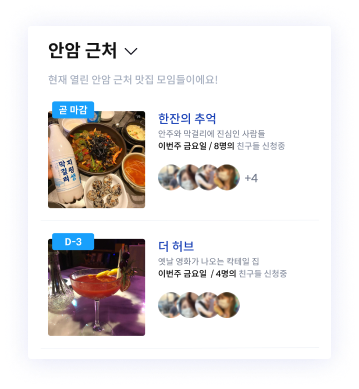 안암 근처
현재 열린 안암 근처 맛집 모임들이에요!
곧 마감
한잔의 추억
안주와 막걸리에 진심인 사람들
이번주 금요일 / 8명의 친구들 신청중
+4
지평
막걸리
D-3
더 허브
옛날 영화가 나오는 칵테일 집
이번주 금요일 / 4명의 친구들 신청중